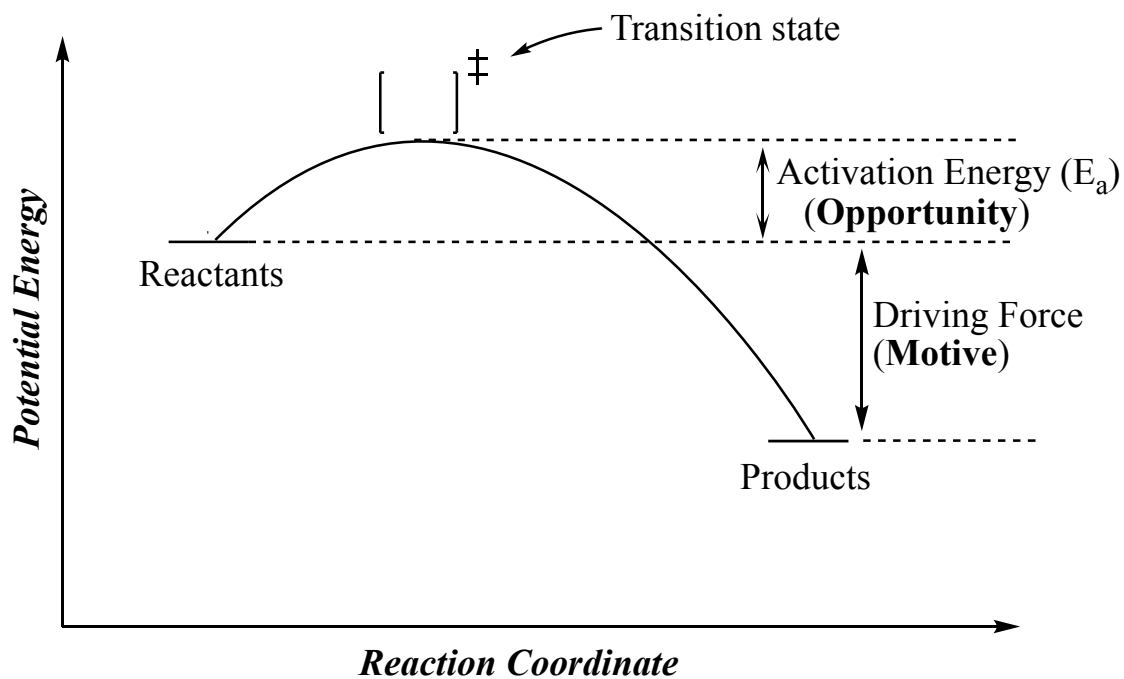 Transition state
‡
Activation Energy (Ea)
(Opportunity)
Reactants
Driving Force
(Motive)
Products
Potential Energy
Reaction Coordinate